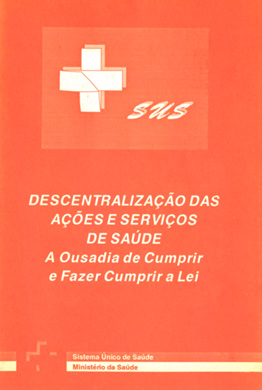 SUS
DESCENTRALIZAÇÃO DAS
AÇÕES E SERVIÇOS
DE SAÚDE
A Ousadia de Cumprir
e Fazer Cumprir a Lei
Sistema Único de Saúde
Ministério da Saúde